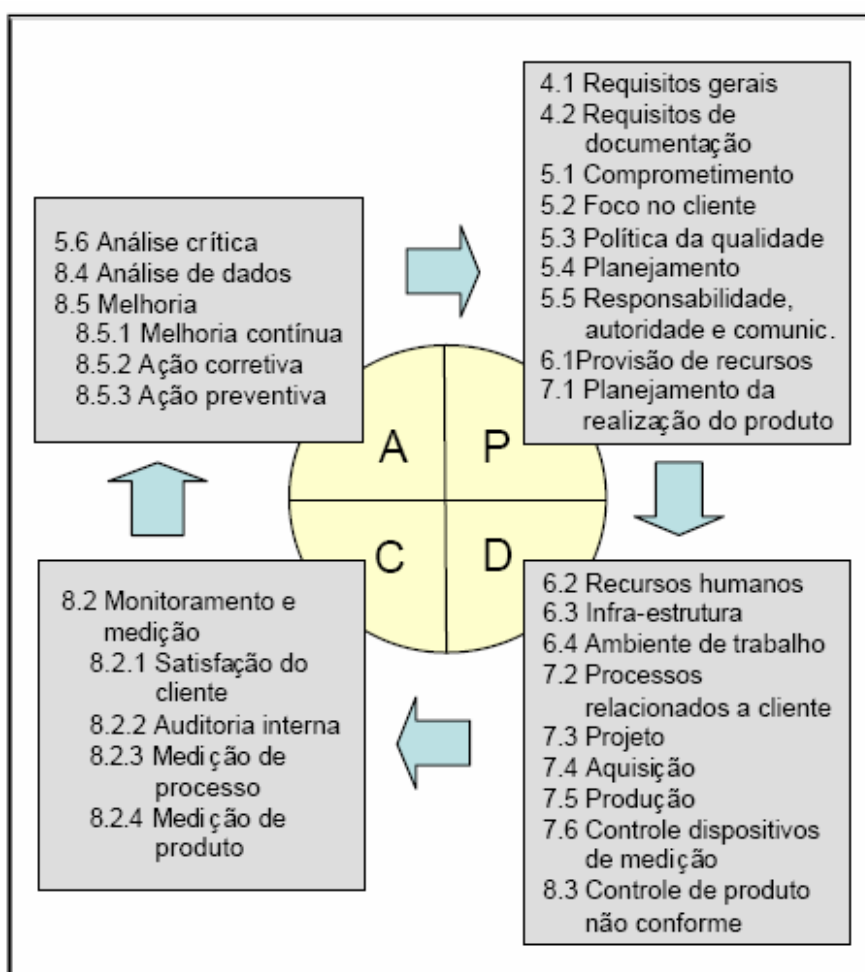 4.1 Requisitos gerais
4.2 Requisitos de
documentação
5.1 Comprometimento
5.2 Foco no cliente
5.3 Política da qualidade
5.4 Planejamento
5.5 Responsabilidade,
autoridade e comunic.
6.1Provisão de recursos
7.1 Planejamento da
realização do produto
5.6 Análise crítica
8.4 Análise de dados
8.5 Melhoria
8.5.1 Melhoria contínua
8.5.2 Ação corretiva
8.5.3 Ação preventiva
A P
C D
8.2 Monitoramento e
medição
8.2.1 Satisfação do
cliente
8.2.2 Auditoria interna
8.2.3 Medição de
processo
8.2.4 Medição de
produto
6.2 Recursos humanos
6.3 Infra-estrutura
6.4 Ambiente de trabalho
7.2 Processos
relacionados a cliente
7.3 Projeto
7.4 Aquisição
7.5 Produção
7.6 Controle dispositivos
de medição
8.3 Controle de produto
não conforme